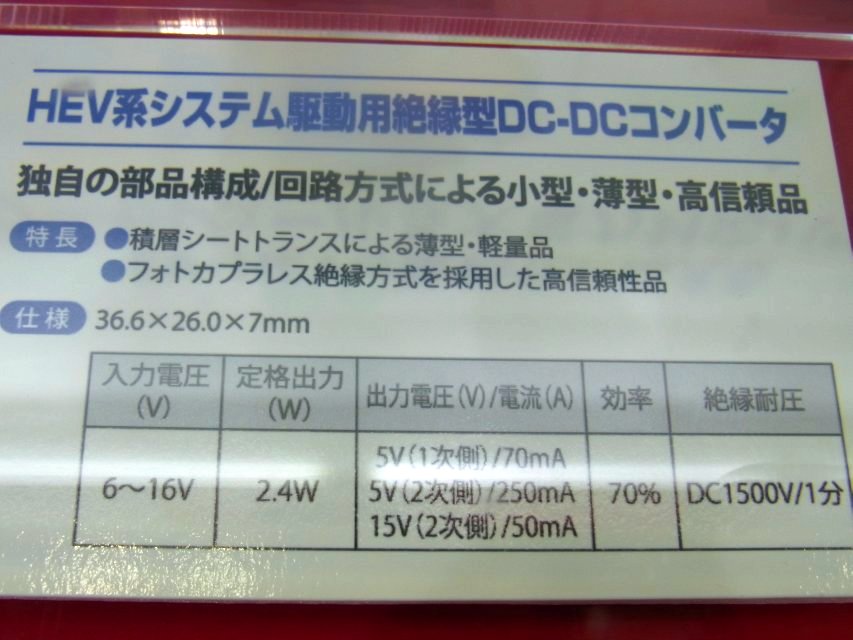 HEV系システム駆動用絶縁型DC-DCコンバータ
独自の部品構成/回路方式による小型・薄型・高信頼品
特長 ●積層シートトランスによる薄型・軽量品
●フォトカプラレス絶縁方式を採用した高信頼性品
仕様 36.6×26.0×7mm
入力電圧(V) 定格出力(W) 出力電圧(V)/電流(A) 効率 絶縁耐圧
6〜16V 2.4W 5V(1次側)/70mA 70% DC1500V/1分
5V(2次側)/250mA
15V(2次側)/50mA